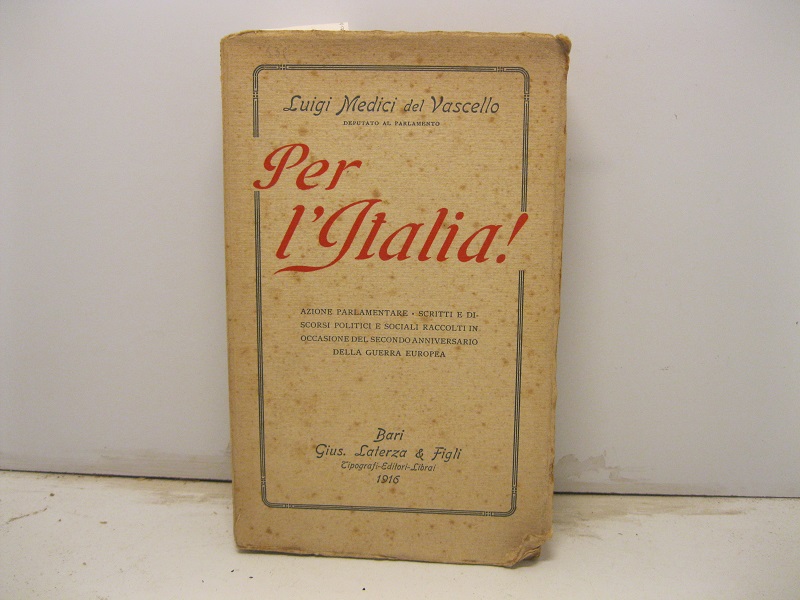 Luigi Medici del Vascello
DEPUTATO AL PARLAMENTO
Per
l'Italia!
AZIONE PARLAMENTARE • SCRITTI E DI-
SCORSI POLITICI E SOCIALI RACCOLTI IN
OCCASIONE DEL SECONDO ANNIVERSARIO
DELLA GUERRA EUROPEA
Bari
Gius. Laterza & Figli
Tipografi-Editori-Librai
1916